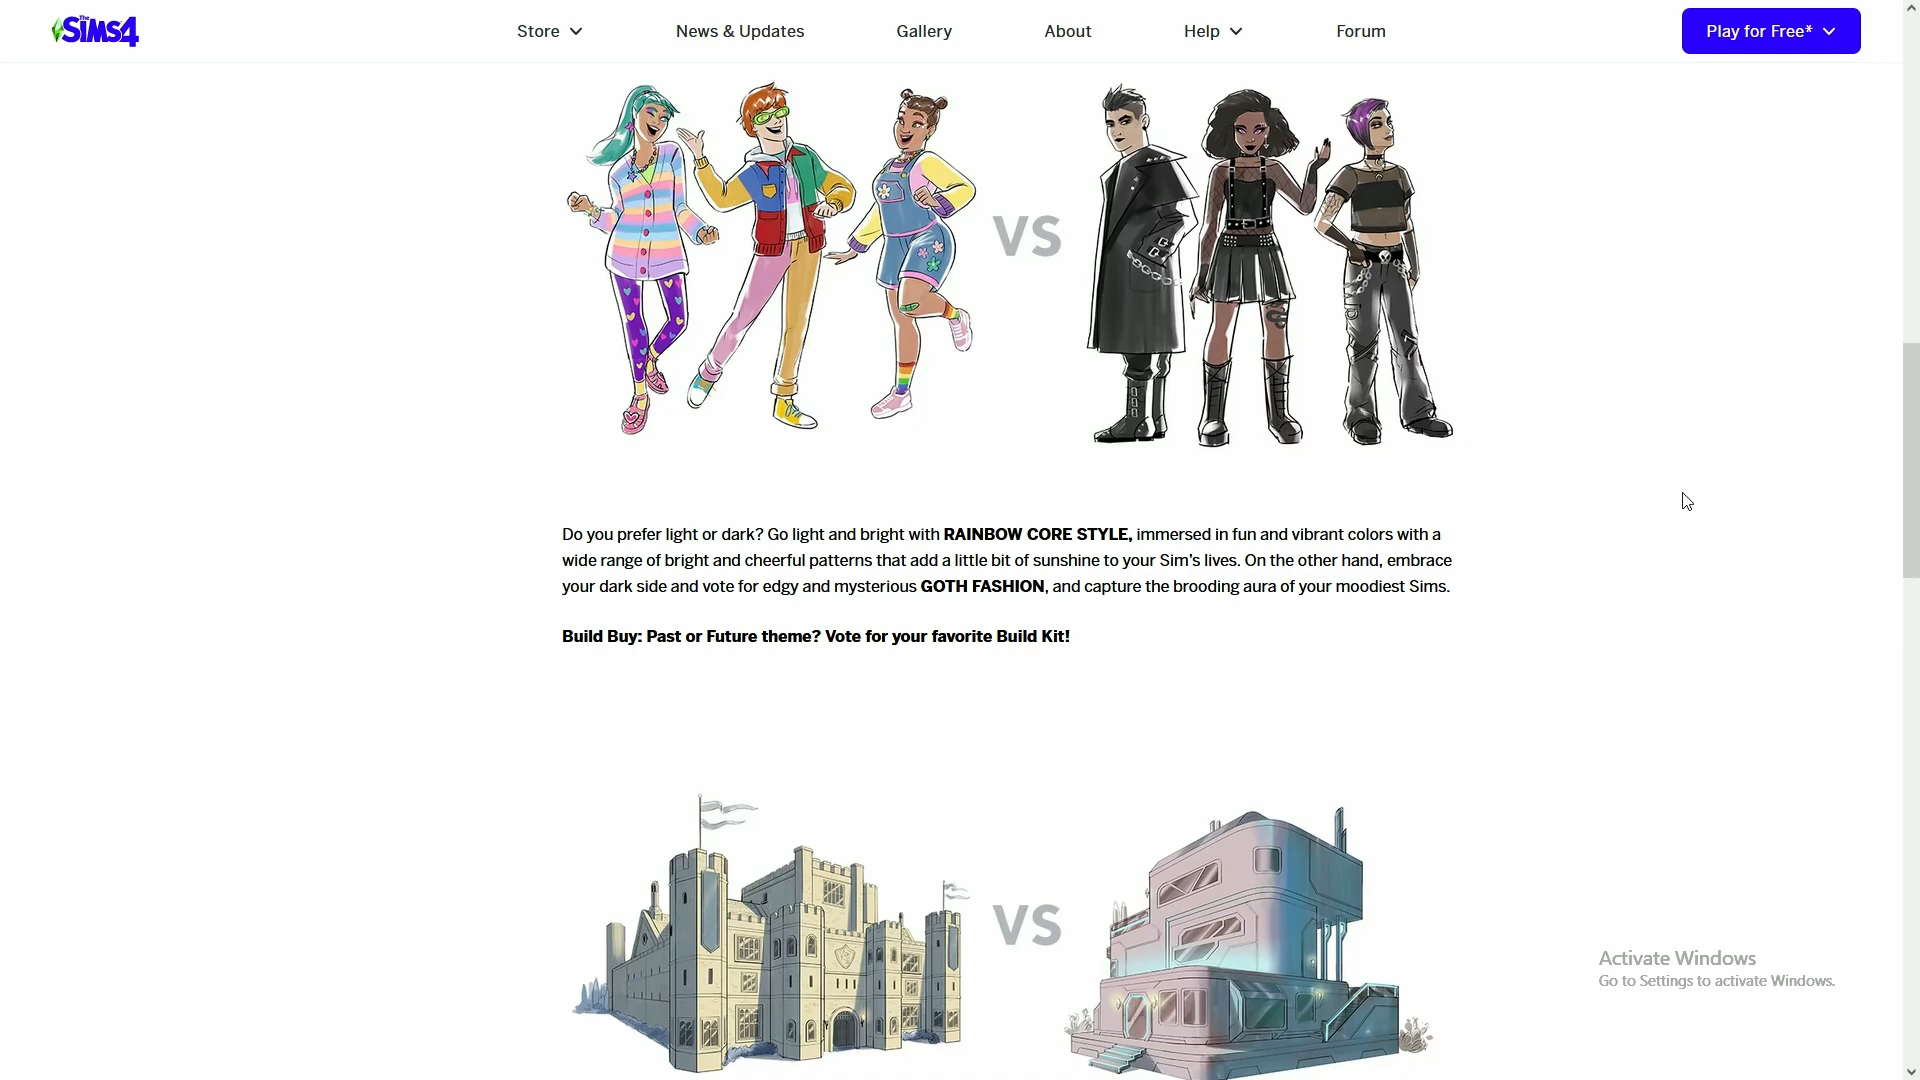 The Sims 4
Store
News & Updates
Gallery
About
Help
Forum
Play for Free*
VS
Do you prefer light or dark? Go light and bright with RAINBOW CORE STYLE, immersed in fun and vibrant colors with a
wide range of bright and cheerful patterns that add a little bit of sunshine to your Sim’s lives. On the other hand, embrace
your dark side and vote for edgy and mysterious GOTH FASHION, and capture the brooding aura of your moodiest Sims.
Build Buy: Past or Future theme? Vote for your favorite Build Kit!
VS
Activate Windows
Go to Settings to activate Windows.